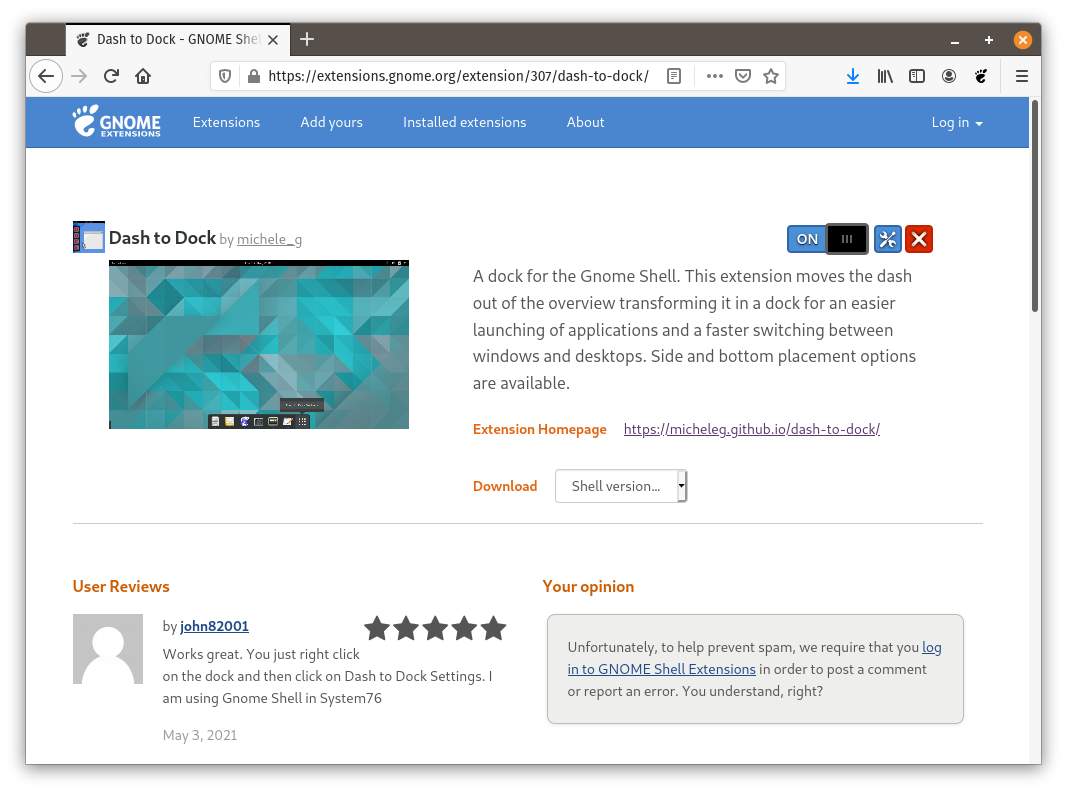 Dash to Dock - GNOME She
https://extensions.gnome.org/extension/307/dash-to-dock/
GNOME EXTENSIONS
Extensions
Add yours
Installed extensions
About
Log in
Dash to Dock by michele_g
ON
A dock for the Gnome Shell. This extension moves the dash
out of the overview transforming it in a dock for an easier
launching of applications and a faster switching between
windows and desktops. Side and bottom placement options
are available.
Extension Homepage https://micheleg.github.io/dash-to-dock/
Download Shell version...
User Reviews
by john82001
Works great. You just right click
on the dock and then click on Dash to Dock Settings. I
am using Gnome Shell in System76
May 3, 2021
Your opinion
Unfortunately, to help prevent spam, we require that you log
in to GNOME Shell Extensions in order to post a comment
or report an error. You understand, right?